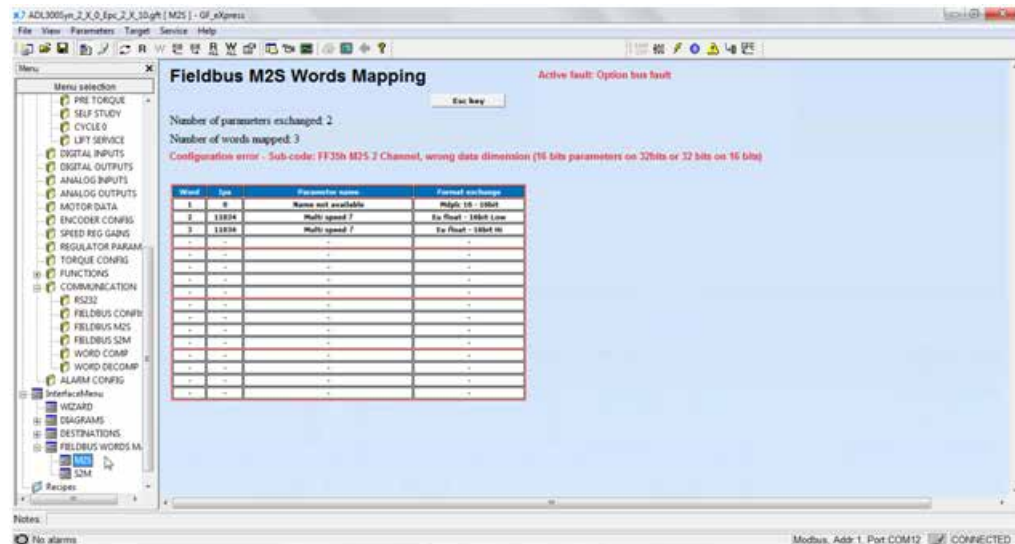 ADL300Syn_2_X_0_Epc_2_X_10.gft [ M2S ] - GF_eXpress
File View Parameters Target Service Help
Menu
Menu selection
PRE TORQUE
SELF STUDY
CYCLE 0
LIFT SERVICE
DIGITAL INPUTS
DIGITAL OUTPUTS
ANALOG INPUTS
ANALOG OUTPUTS
MOTOR DATA
ENCODER CONFIG
SPEED REG GAINS
REGULATOR PARAM
TORQUE CONFIG
FUNCTIONS
COMMUNICATION
RS232
FIELDBUS CONFIG
FIELDBUS M2S
FIELDBUS S2M
WORD COMP
WORD DECOMP
ALARM CONFIG
InterfaceMenu
WIZARD
DIAGRAMS
DESTINATIONS
FIELDBUS WORDS M
M2S
S2M
Recipes
Fieldbus M2S Words Mapping
Active fault: Option bus fault
Esc key
Number of parameters exchanged: 2
Number of words mapped: 3
Configuration error - Sub-code: FF35h M2S 2 Channel, wrong data dimension (16 bits parameters on 32bits or 32 bits on 16 bits)
Word Ipa Parameter name Format exchange
1 0 Name not available Mdplc 16 - 16bit
2 11034 Multi speed 7 Eu float - 16bit Low
3 11034 Multi speed 7 Eu float - 16bit Hi
- - - -
- - - -
- - - -
- - - -
- - - -
- - - -
- - - -
- - - -
- - - -
- - - -
- - - -
- - - -
- - - -
Notes:
No alarms
Modbus, Addr:1, Port:COM12 CONNECTED